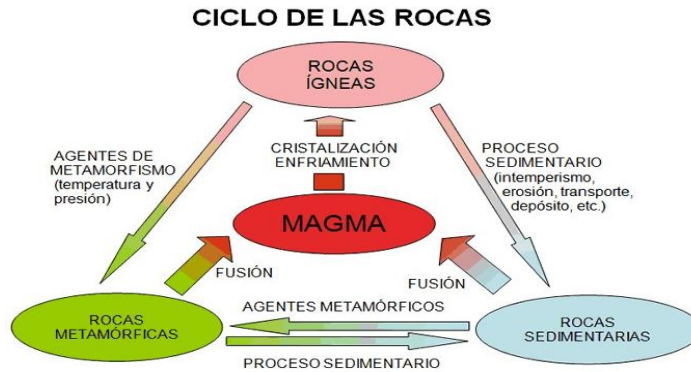 CICLO DE LAS ROCAS
ROCAS
ÍGNEAS
AGENTES DE
METAMORFISMO
(temperatura y
presión)
CRISTALIZACIÓN
ENFRIAMIENTO
PROCESO
SEDIMENTARIO
(intemperismo,
erosión, transporte,
depósito, etc.)
MAGMA
FUSIÓN
FUSIÓN
AGENTES METAMÓRFICOS
ROCAS
METAMÓRFICAS
ROCAS
SEDIMENTARIAS
PROCESO SEDIMENTARIO